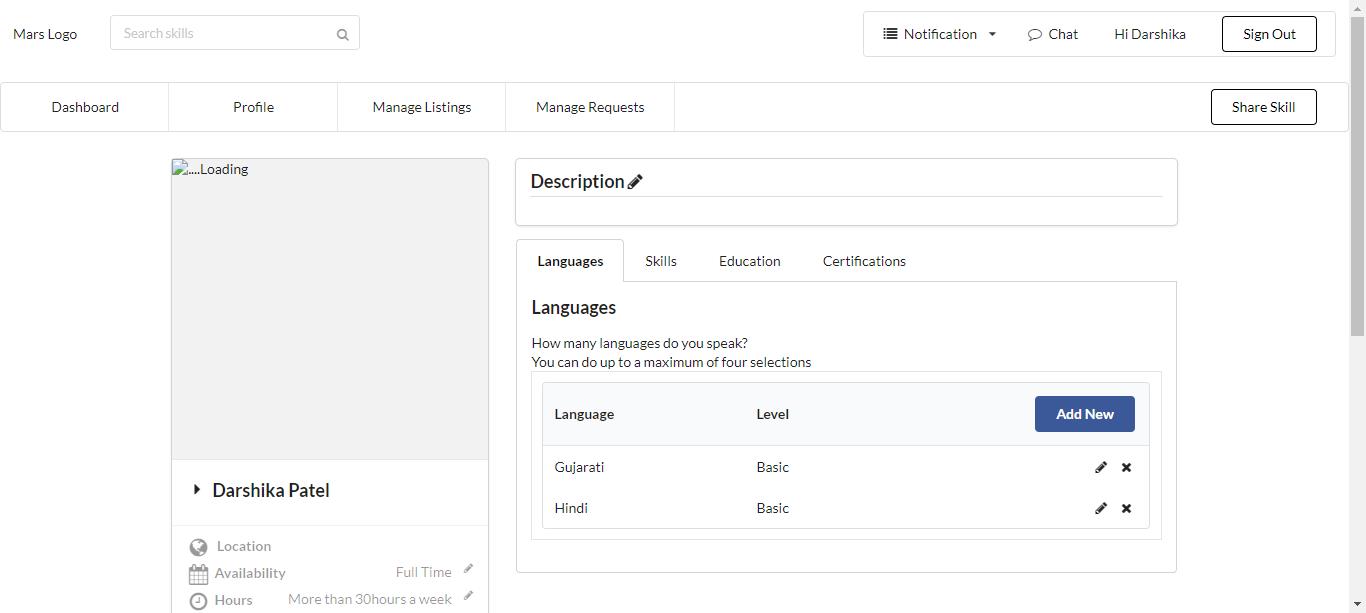 Mars Logo
Search skills
Notification
Chat
Hi Darshika
Sign Out
Dashboard
Profile
Manage Listings
Manage Requests
Share Skill
....Loading
Darshika Patel
Location
Availability Full Time
Hours More than 30hours a week
Description
Languages
Skills
Education
Certifications
Languages
How many languages do you speak?
You can do up to a maximum of four selections
Language Level Add New
Gujarati Basic
Hindi Basic